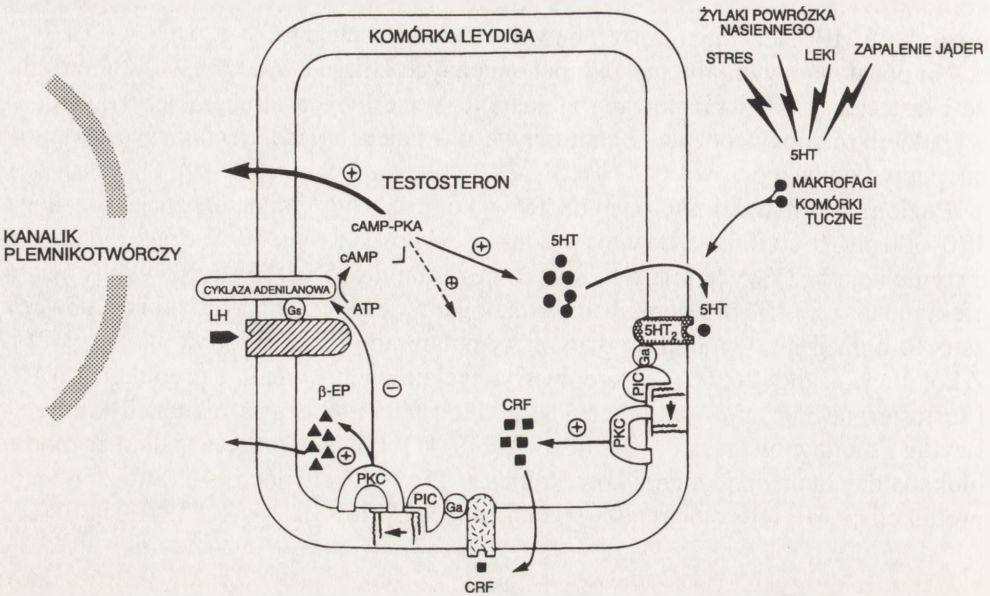 KOMÓRKA LEYDIGA
ŻYLAKI POWRÓZKA
NASIENNEGO
STRES
LEKI
ZAPALENIE JĄDER
5HT
MAKROFAGI
KOMÓRKI
TUCZNE
KANALIK
PLEMNIKOTWÓRCZY
+
TESTOSTERON
cAMP-PKA
+
5HT
cAMP
+
CYKLAZA ADENILANOWA
ATP
Gs
LH
5HT
5HT₂
Ga
PIC
PKC
β-EP
−
CRF
+
+
PKC
PIC
Ga
CRF